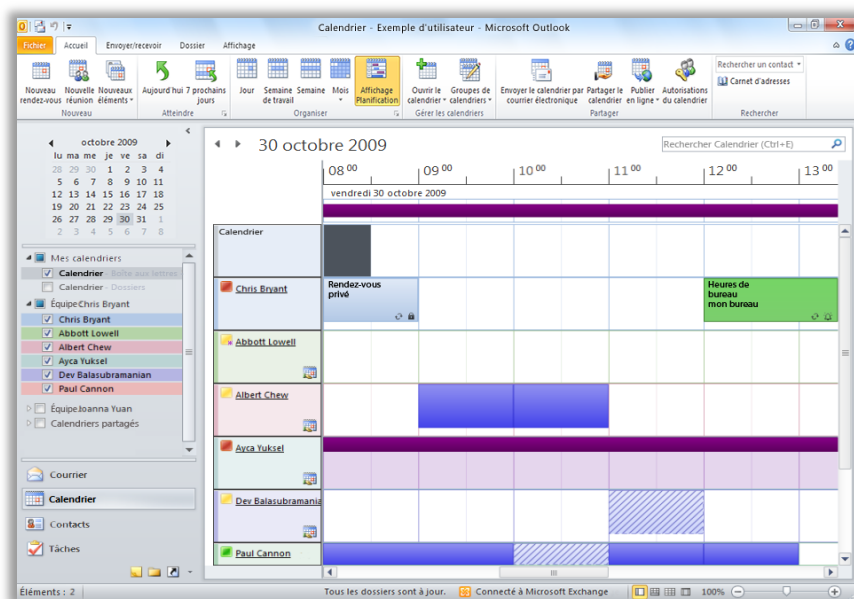 Calendrier - Exemple d'utilisateur - Microsoft Outlook
Fichier Accueil Envoyer/recevoir Dossier Affichage
Nouveau rendez-vous
Nouvelle réunion
Nouveaux éléments
Aujourd hui
7 prochains jours
Jour
Semaine de travail
Semaine
Mois
Affichage Planification
Ouvrir le calendrier
Groupes de calendriers
Envoyer le calendrier par courrier électronique
Partager le calendrier
Publier en ligne
Autorisations du calendrier
Rechercher un contact
Carnet d'adresses
Nouveau Atteindre Organiser Gérer les calendriers Partager Rechercher
octobre 2009
lu ma me je ve sa di
28 29 30 1 2 3 4
5 6 7 8 9 10 11
12 13 14 15 16 17 18
19 20 21 22 23 24 25
26 27 28 29 30 31 1
2 3 4 5 6 7 8
Mes calendriers
Calendrier - Boîte aux lettres
Calendrier - Dossiers
Équipe:Chris Bryant
Chris Bryant
Abbott Lowell
Albert Chew
Ayca Yuksel
Dev Balasubramanian
Paul Cannon
Équipe:Joanna Yuan
Calendriers partagés
Courrier
Calendrier
Contacts
Tâches
30 octobre 2009
Rechercher Calendrier (Ctrl+E)
08 00 09 00 10 00 11 00 12 00 13 00
vendredi 30 octobre 2009
Calendrier
Chris Bryant
Rendez-vous
privé
Heures de
bureau
mon bureau
Abbott Lowell
Albert Chew
Ayca Yuksel
Dev Balasubramania
Paul Cannon
Éléments : 2
Tous les dossiers sont à jour.
Connecté à Microsoft Exchange
100%